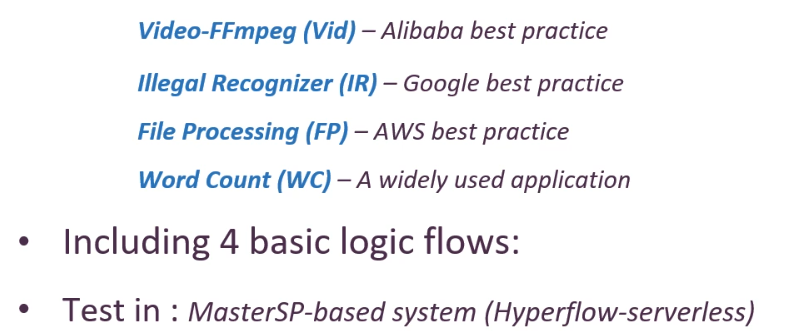 Video-FFmpeg (Vid) – Alibaba best practice
Illegal Recognizer (IR) – Google best practice
File Processing (FP) – AWS best practice
Word Count (WC) – A widely used application
• Including 4 basic logic flows:
• Test in : MasterSP-based system (Hyperflow-serverless)